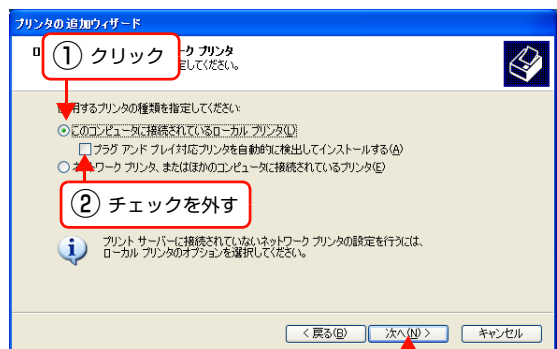 プリンタの追加ウィザード
① クリック
ーク プリンタ
定してください。
用するプリンタの種類を指定してください:
このコンピュータに接続されているローカル プリンタ(L)
プラグ アンド プレイ対応プリンタを自動的に検出してインストールする(A)
ネットワーク プリンタ、またはほかのコンピュータに接続されているプリンタ(E)
② チェックを外す
プリント サーバーに接続されていないネットワーク プリンタの設定を行うには、
ローカル プリンタのオプションを選択してください。
< 戻る(B)
次へ(N) >
キャンセル